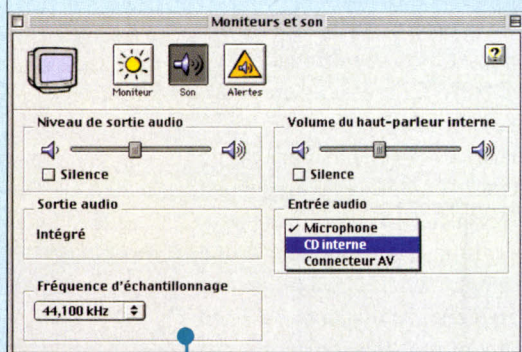 Moniteurs et son
Moniteur
Son
Alertes
?
Niveau de sortie audio
Silence
Volume du haut-parleur interne
Silence
Sortie audio
Intégré
Entrée audio
✓ Microphone
CD interne
Connecteur AV
Fréquence d'échantillonnage
44,100 kHz